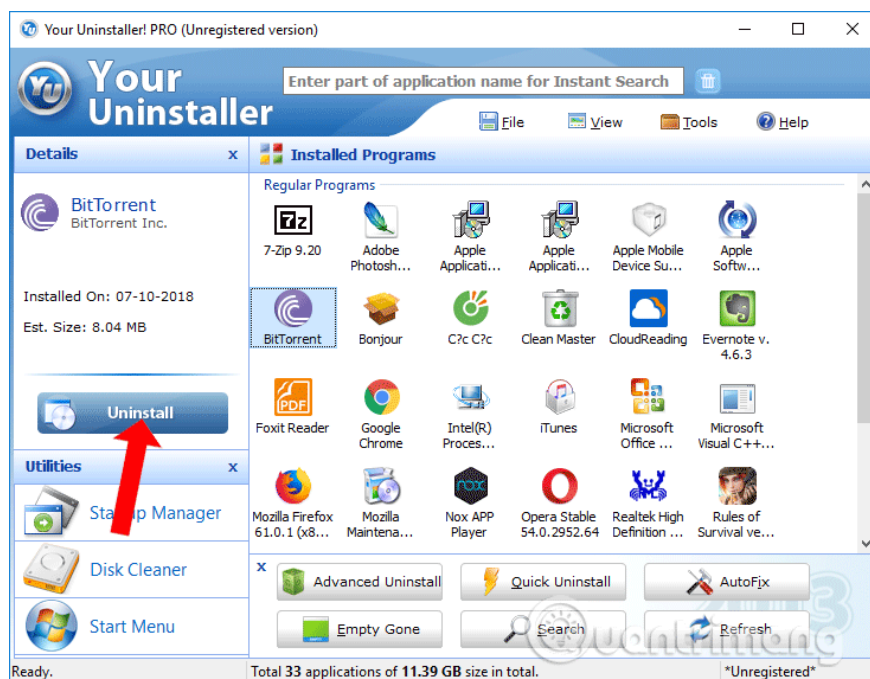 Your Uninstaller! PRO (Unregistered version)
YU
Your
Uninstaller
Enter part of application name for Instant Search
File View Tools Help
Details x
Installed Programs
BitTorrent
BitTorrent Inc.
Installed On: 07-10-2018
Est. Size: 8.04 MB
Uninstall
Utilities x
Startup Manager
Disk Cleaner
Start Menu
Regular Programs
7z
7-Zip 9.20
Adobe
Photosh...
Apple
Applicati...
Apple
Applicati...
Apple Mobile
Device Su...
Apple
Softw...
BitTorrent
Bonjour
C?c C?c
Clean Master
CloudReading
Evernote v.
4.6.3
PDF
Foxit Reader
Google
Chrome
Intel(R)
Proces...
iTunes
Microsoft
Office ...
Microsoft
Visual C++...
Mozilla Firefox
61.0.1 (x8...
Mozilla
Maintena...
nox
Nox APP
Player
Opera Stable
54.0.2952.64
Realtek High
Definition ...
Rules of
Survival ve...
x
Advanced Uninstall
Quick Uninstall
AutoFix
Empty Gone
Search
Refresh
2013
Quantrimang
Ready.
Total 33 applications of 11.39 GB size in total.
*Unregistered*